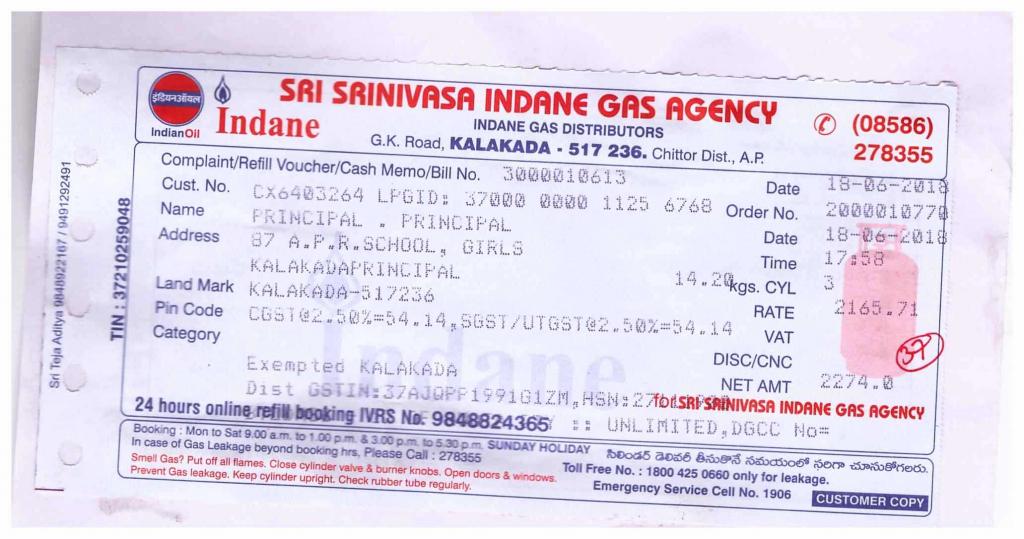 SRI SRINIVASA INDANE GAS AGENCY
इंडियनऑयल
IndianOil
Indane
INDANE GAS DISTRIBUTORS
G.K. Road, KALAKADA - 517 236. Chittor Dist., A.P.
(08586)
278355
Complaint/Refill Voucher/Cash Memo/Bill No. 3000010613
Date 18-06-2018
Cust. No. CX6403264 LPGID: 37000 0000 1125 6768
Order No. 2000010770
Name PRINCIPAL . PRINCIPAL
Date 18-06-2018
Address 87 A.P.R.SCHOOL, GIRLS
Time 17:58
KALAKADAPRINCIPAL
14.20 kgs. CYL 3
Land Mark KALAKADA-517236
RATE 2165.71
Pin Code CGST@2.50%=54.14,SGST/UTGST@2.50%=54.14
VAT
Category
DISC/CNC
37
Exempted KALAKADA
NET AMT 2274.0
Dist GSTIN:37AJQPP1991G1ZM,HSN:
for SRI SRINIVASA INDANE GAS AGENCY
24 hours online refill booking IVRS No. 9848824365
:: UNLIMITED,DGCC No=
Booking : Mon to Sat 9.00 a.m. to 1.00 p.m. & 3.00 p.m. to 5.30 p.m. SUNDAY HOLIDAY
In case of Gas Leakage beyond booking hrs, Please Call : 278355
Smell Gas? Put off all flames. Close cylinder valve & burner knobs. Open doors & windows.
Prevent Gas leakage. Keep cylinder upright. Check rubber tube regularly.
సిలిండర్ డెలివరీ తీసుకొనే సమయంలో సరిగా చూచుకోగలరు.
Toll Free No. : 1800 425 0660 only for leakage.
Emergency Service Cell No. 1906
CUSTOMER COPY
TIN : 37210259048
Sri Teja Aditya 9848922167 / 9491292491
Indane